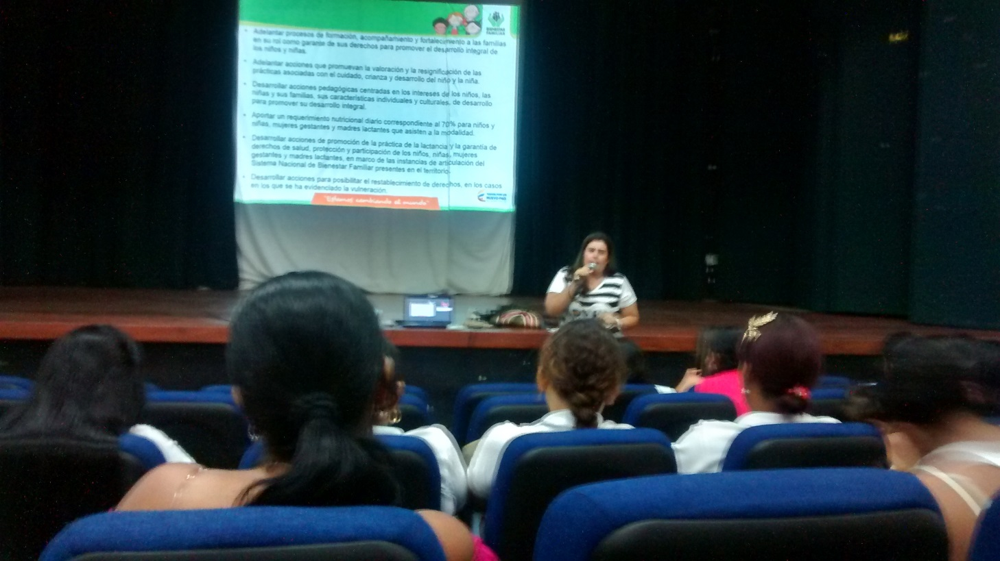 BIENESTAR
FAMILIAR
• Adelantar procesos de formación, acompañamiento y fortalecimiento a las familias
en su rol como garante de sus derechos para promover el desarrollo integral de
los niños y niñas.
• Adelantar acciones que promuevan la valoración y la resignificación de las
prácticas asociadas con el cuidado, crianza y desarrollo del niño y la niña.
• Desarrollar acciones pedagógicas centradas en los intereses de los niños, las
niñas y sus familias, sus características individuales y culturales, de desarrollo
para promover su desarrollo integral.
• Aportar un requerimiento nutricional diario correspondiente al 70% para niños y
niñas, mujeres gestantes y madres lactantes que asisten a la modalidad.
• Desarrollar acciones de promoción de la práctica de la lactancia y la garantía de
derechos de salud, protección y participación de los niños, niñas, mujeres
gestantes y madres lactantes, en marco de las instancias de articulación del
Sistema Nacional de Bienestar Familiar presentes en el territorio.
• Desarrollar acciones para posibilitar el restablecimiento de derechos, en los casos
en los que se ha evidenciado la vulneración.
"Estamos cambiando el mundo"
TODOS POR UN
NUEVO PAÍS